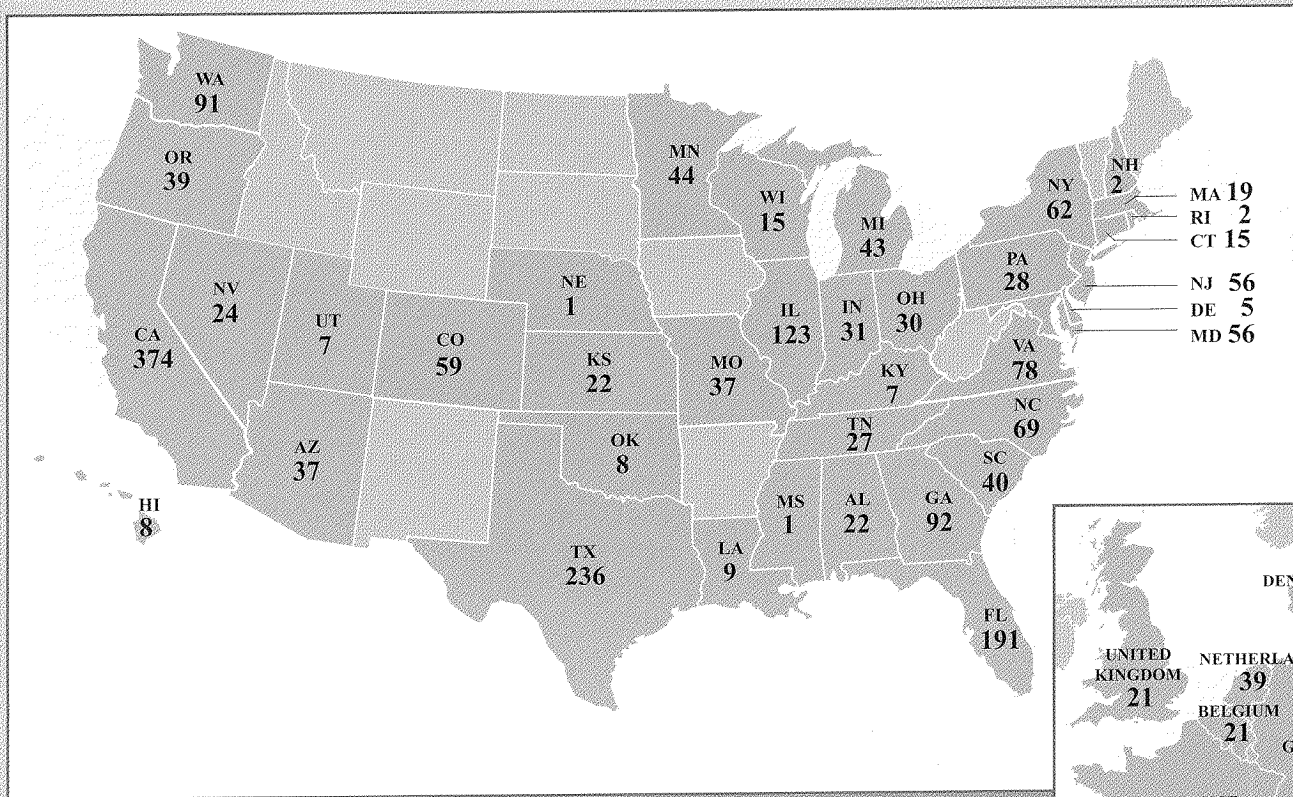 WA
91
OR
39
CA
374
NV
24
UT
7
AZ
37
CO
59
NE
1
KS
22
OK
8
TX
236
HI
8
MN
44
WI
15
MI
43
IL
123
IN
31
OH
30
MO
37
KY
7
TN
27
MS
1
AL
22
GA
92
LA
9
FL
191
SC
40
NC
69
VA
78
PA
28
NY
62
NH
2
MA 19
RI 2
CT 15
NJ 56
DE 5
MD 56
DEN
UNITED
KINGDOM
21
NETHERLA
39
BELGIUM
21
G